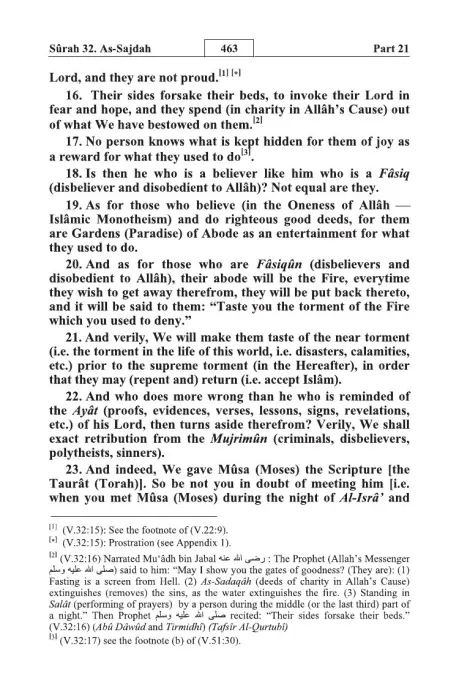 Sûrah 32. As-Sajdah 463 Part 21
Lord, and they are not proud.[1] [*]
16. Their sides forsake their beds, to invoke their Lord in
fear and hope, and they spend (in charity in Allâh's Cause) out
of what We have bestowed on them.[2]
17. No person knows what is kept hidden for them of joy as
a reward for what they used to do[3].
18. Is then he who is a believer like him who is a Fâsiq
(disbeliever and disobedient to Allâh)? Not equal are they.
19. As for those who believe (in the Oneness of Allâh —
Islâmic Monotheism) and do righteous good deeds, for them
are Gardens (Paradise) of Abode as an entertainment for what
they used to do.
20. And as for those who are Fâsiqûn (disbelievers and
disobedient to Allâh), their abode will be the Fire, everytime
they wish to get away therefrom, they will be put back thereto,
and it will be said to them: “Taste you the torment of the Fire
which you used to deny.”
21. And verily, We will make them taste of the near torment
(i.e. the torment in the life of this world, i.e. disasters, calamities,
etc.) prior to the supreme torment (in the Hereafter), in order
that they may (repent and) return (i.e. accept Islâm).
22. And who does more wrong than he who is reminded of
the Ayât (proofs, evidences, verses, lessons, signs, revelations,
etc.) of his Lord, then turns aside therefrom? Verily, We shall
exact retribution from the Mujrimûn (criminals, disbelievers,
polytheists, sinners).
23. And indeed, We gave Mûsa (Moses) the Scripture [the
Taurât (Torah)]. So be not you in doubt of meeting him [i.e.
when you met Mûsa (Moses) during the night of Al-Isrâ’ and
[1] (V.32:15): See the footnote of (V.22:9).
[*] (V.32:15): Prostration (see Appendix 1).
[2] (V.32:16) Narrated Mu‘âdh bin Jabal رضى الله عنه : The Prophet (Allah’s Messenger
صلي الله عليه وسلم) said to him: “May I show you the gates of goodness? (They are): (1)
Fasting is a screen from Hell. (2) As-Sadaqâh (deeds of charity in Allah’s Cause)
extinguishes (removes) the sins, as the water extinguishes the fire. (3) Standing in
Salât (performing of prayers) by a person during the middle (or the last third) part of
a night.” Then Prophet صلي الله عليه وسلم recited: “Their sides forsake their beds.”
(V.32:16) (Abû Dâwûd and Tirmidhî) (Tafsîr Al-Qurtubî)
[3] (V.32:17) see the footnote (b) of (V.51:30).